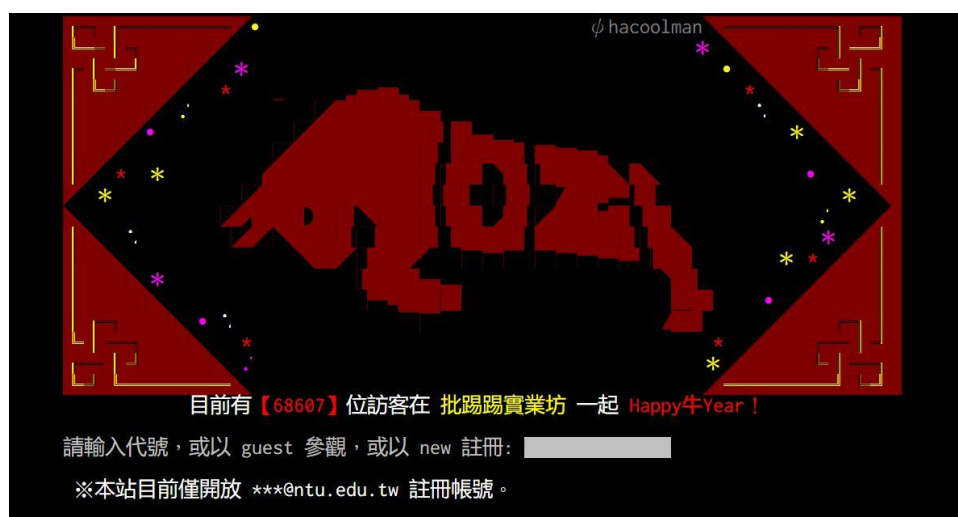 ψhacoolman
2021
目前有【68607】位訪客在 批踢踢實業坊 一起 Happy牛Year！
請輸入代號，或以 guest 參觀，或以 new 註冊:
※本站目前僅開放 ***@ntu.edu.tw 註冊帳號。